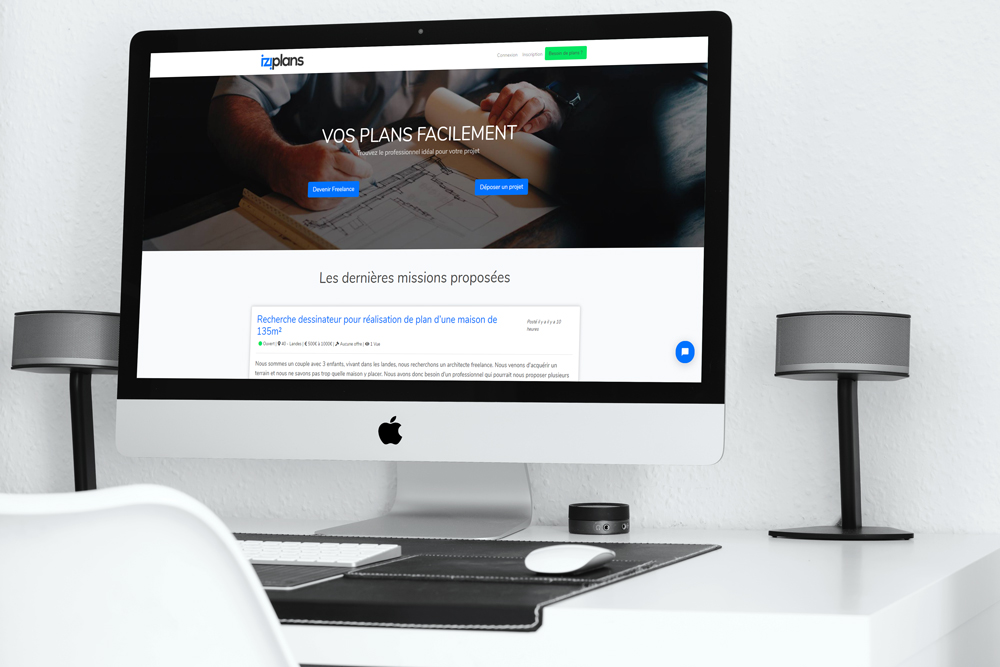 iziplans
Connexion Inscription Besoin de plans ?
VOS PLANS FACILEMENT
Trouvez le professionnel idéal pour votre projet
Devenir Freelance
Déposer un projet
Les dernières missions proposées
Recherche dessinateur pour réalisation de plan d'une maison de
135m²
Posté il y a il y a 10
heures
Ouvert | 40 - Landes | € 500€ à 1000€ | Aucune offre | 1 Vue
Nous sommes un couple avec 3 enfants, vivant dans les landes, nous recherchons un architecte freelance. Nous venons d'acquérir un
terrain et nous ne savons pas trop quelle maison y placer. Nous avons donc besoin d'un professionnel qui pourrait nous proposer plusieurs